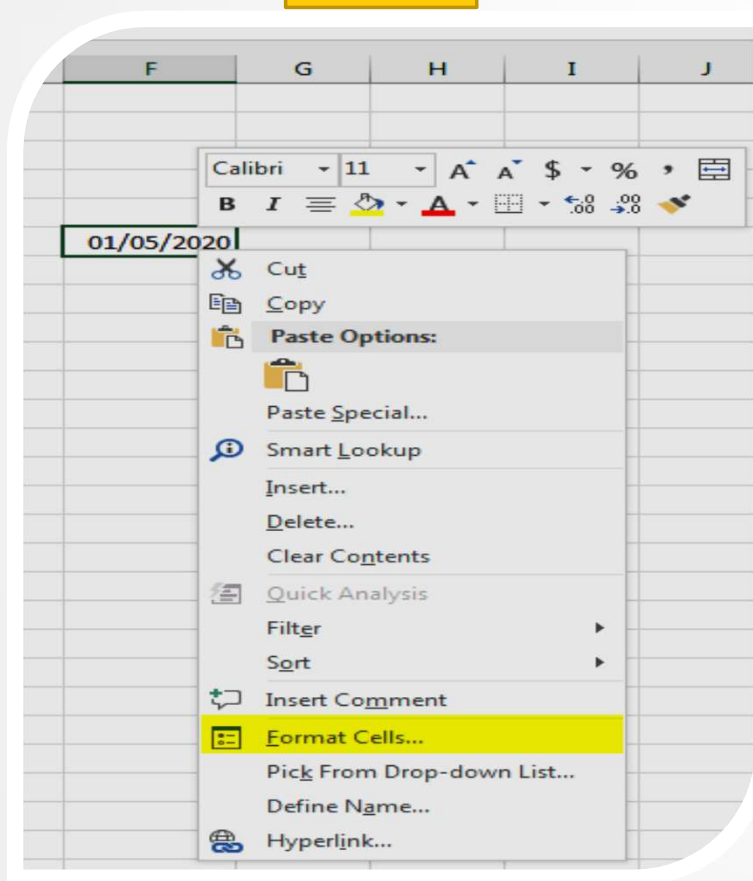 F G H I J
Calibri 11 A A $ % ,
B I A .00 .00
01/05/2020
Cut
Copy
Paste Options:
Paste Special...
Smart Lookup
Insert...
Delete...
Clear Contents
Quick Analysis
Filter
Sort
Insert Comment
Format Cells...
Pick From Drop-down List...
Define Name...
Hyperlink...